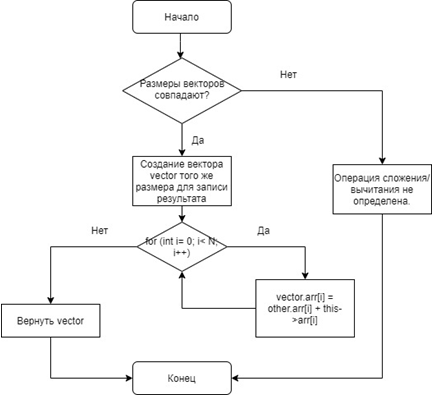 Начало
Размеры векторов
совпадают?
Нет
Да
Создание вектора
vector того же
размера для записи
результата
Операция сложения/
вычитания не
определена.
Нет
for (int i= 0; i< N;
i++)
Да
vector.arr[i] =
other.arr[i] + this-
>arr[i]
Вернуть vector
Конец